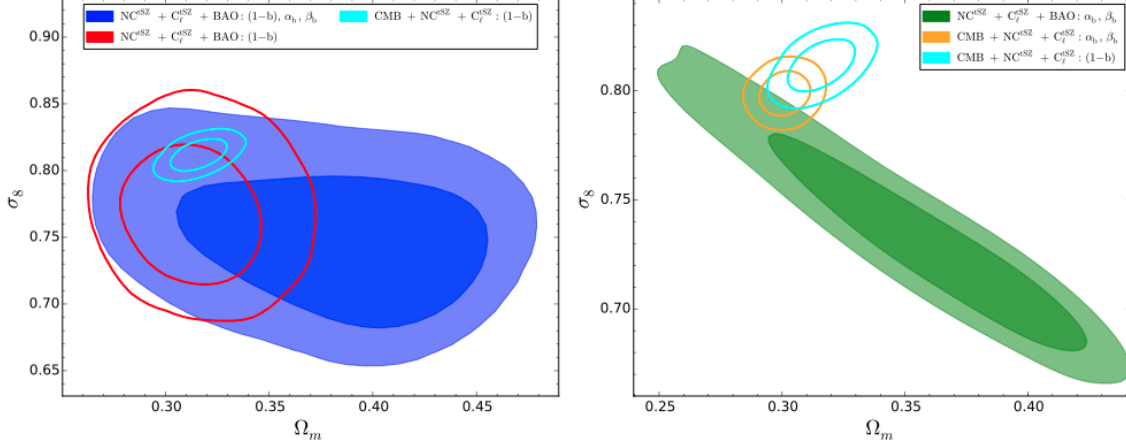 NC^tSZ + C_ℓ^tSZ + BAO: (1−b), α_b, β_b
NC^tSZ + C_ℓ^tSZ + BAO: (1−b)
CMB + NC^tSZ + C_ℓ^tSZ: (1−b)
0.90
0.85
0.80
0.75
0.70
0.65
σ_8
0.30 0.35 0.40 0.45
Ω_m
NC^tSZ + C_ℓ^tSZ + BAO: α_b, β_b
CMB + NC^tSZ + C_ℓ^tSZ: α_b, β_b
CMB + NC^tSZ + C_ℓ^tSZ: (1−b)
0.80
0.75
0.70
σ_8
0.25 0.30 0.35 0.40
Ω_m